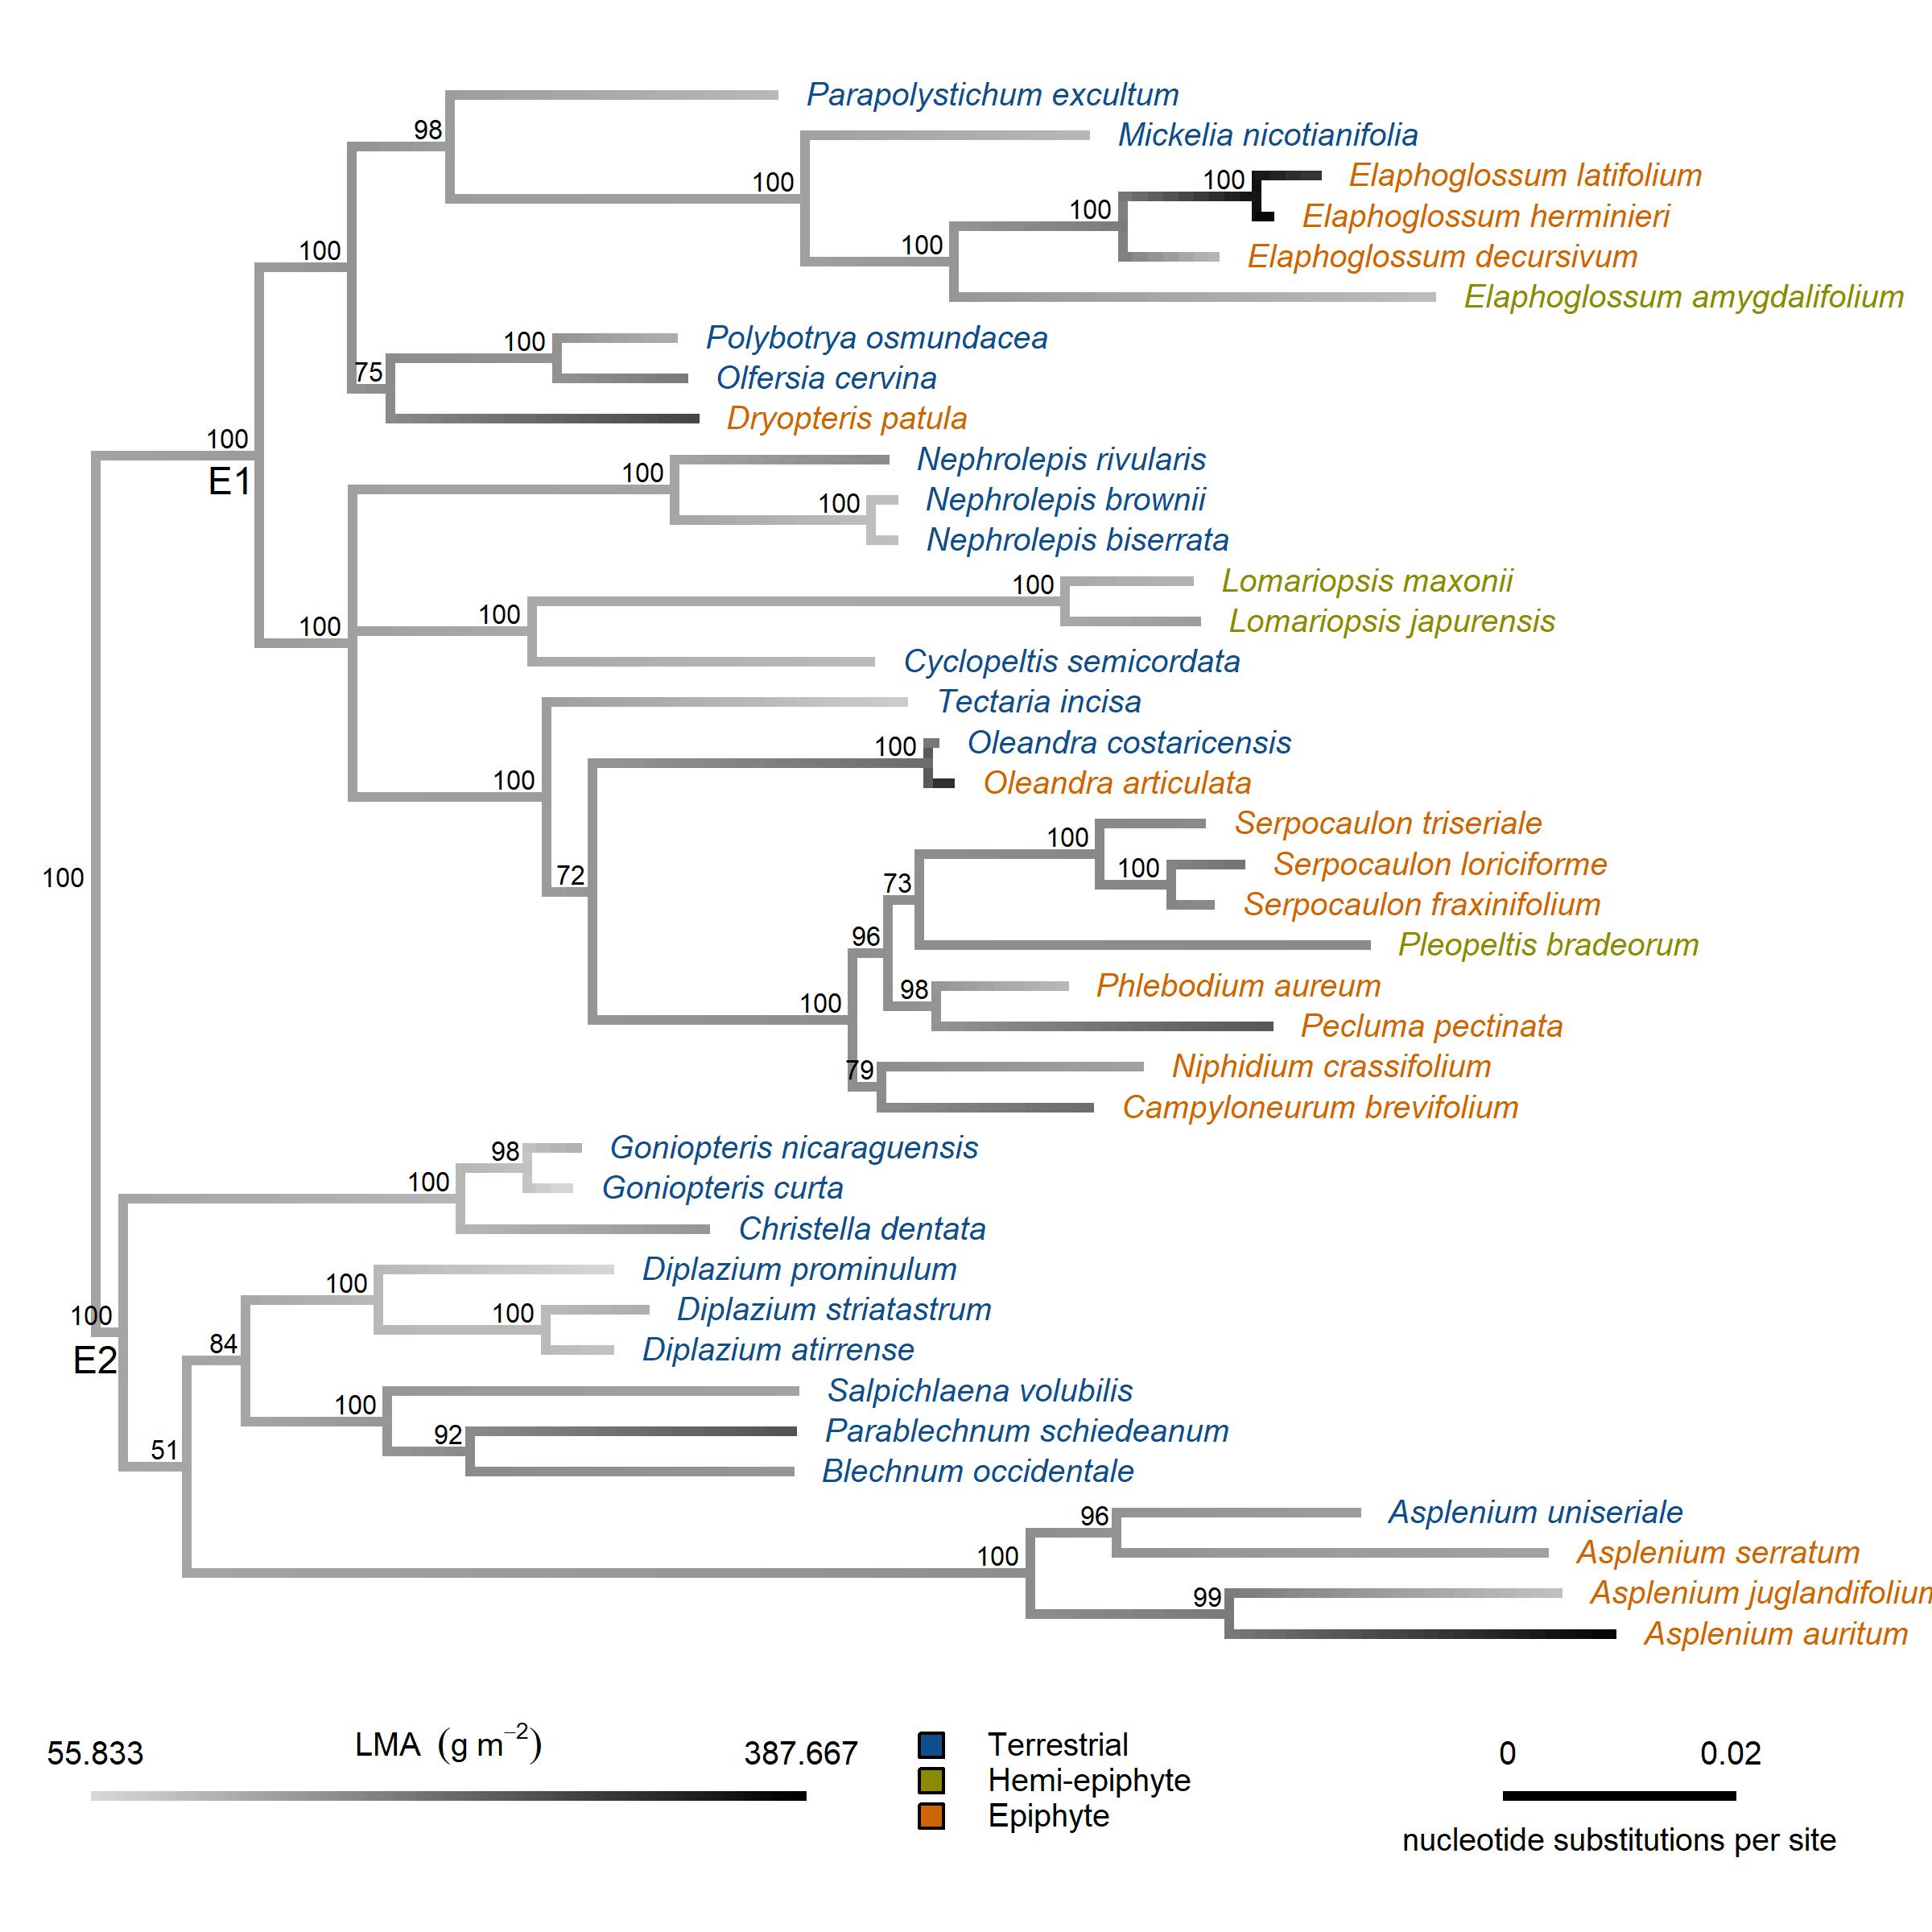 Parapolystichum excultum
98
Mickelia nicotianifolia
100
Elaphoglossum latifolium
100
Elaphoglossum herminieri
100
Elaphoglossum decursivum
100
100
Elaphoglossum amygdalifolium
Polybotrya osmundacea
100
Olfersia cervina
75
Dryopteris patula
100
E1
Nephrolepis rivularis
100
Nephrolepis brownii
100
Nephrolepis biserrata
Lomariopsis maxonii
100
Lomariopsis japurensis
100
100
Cyclopeltis semicordata
Tectaria incisa
Oleandra costaricensis
100
Oleandra articulata
100
Serpocaulon triseriale
100
Serpocaulon loriciforme
100
72
100
73
Serpocaulon fraxinifolium
96
Pleopeltis bradeorum
Phlebodium aureum
98
100
Pecluma pectinata
Niphidium crassifolium
79
Campyloneurum brevifolium
Goniopteris nicaraguensis
98
Goniopteris curta
100
Christella dentata
Diplazium prominulum
100
Diplazium striatastrum
100
100
84
Diplazium atirrense
E2
Salpichlaena volubilis
100
Parablechnum schiedeanum
92
51
Blechnum occidentale
Asplenium uniseriale
96
Asplenium serratum
100
Asplenium juglandifolium
99
Asplenium auritum
55.833 LMA (g m−2) 387.667
Terrestrial
Hemi-epiphyte
Epiphyte
0 0.02
nucleotide substitutions per site